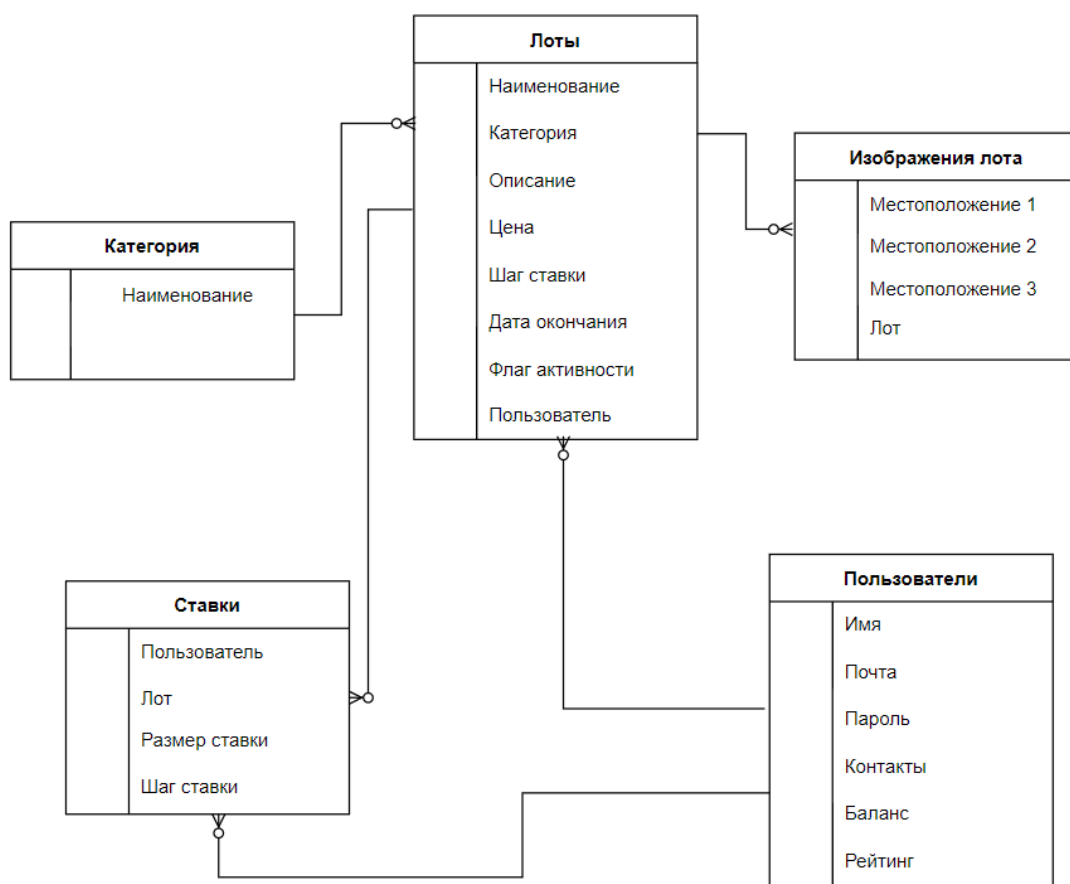 Лоты
Наименование
Категория
Описание
Цена
Шаг ставки
Дата окончания
Флаг активности
Пользователь
Изображения лота
Местоположение 1
Местоположение 2
Местоположение 3
Лот
Категория
Наименование
Ставки
Пользователь
Лот
Размер ставки
Шаг ставки
Пользователи
Имя
Почта
Пароль
Контакты
Баланс
Рейтинг